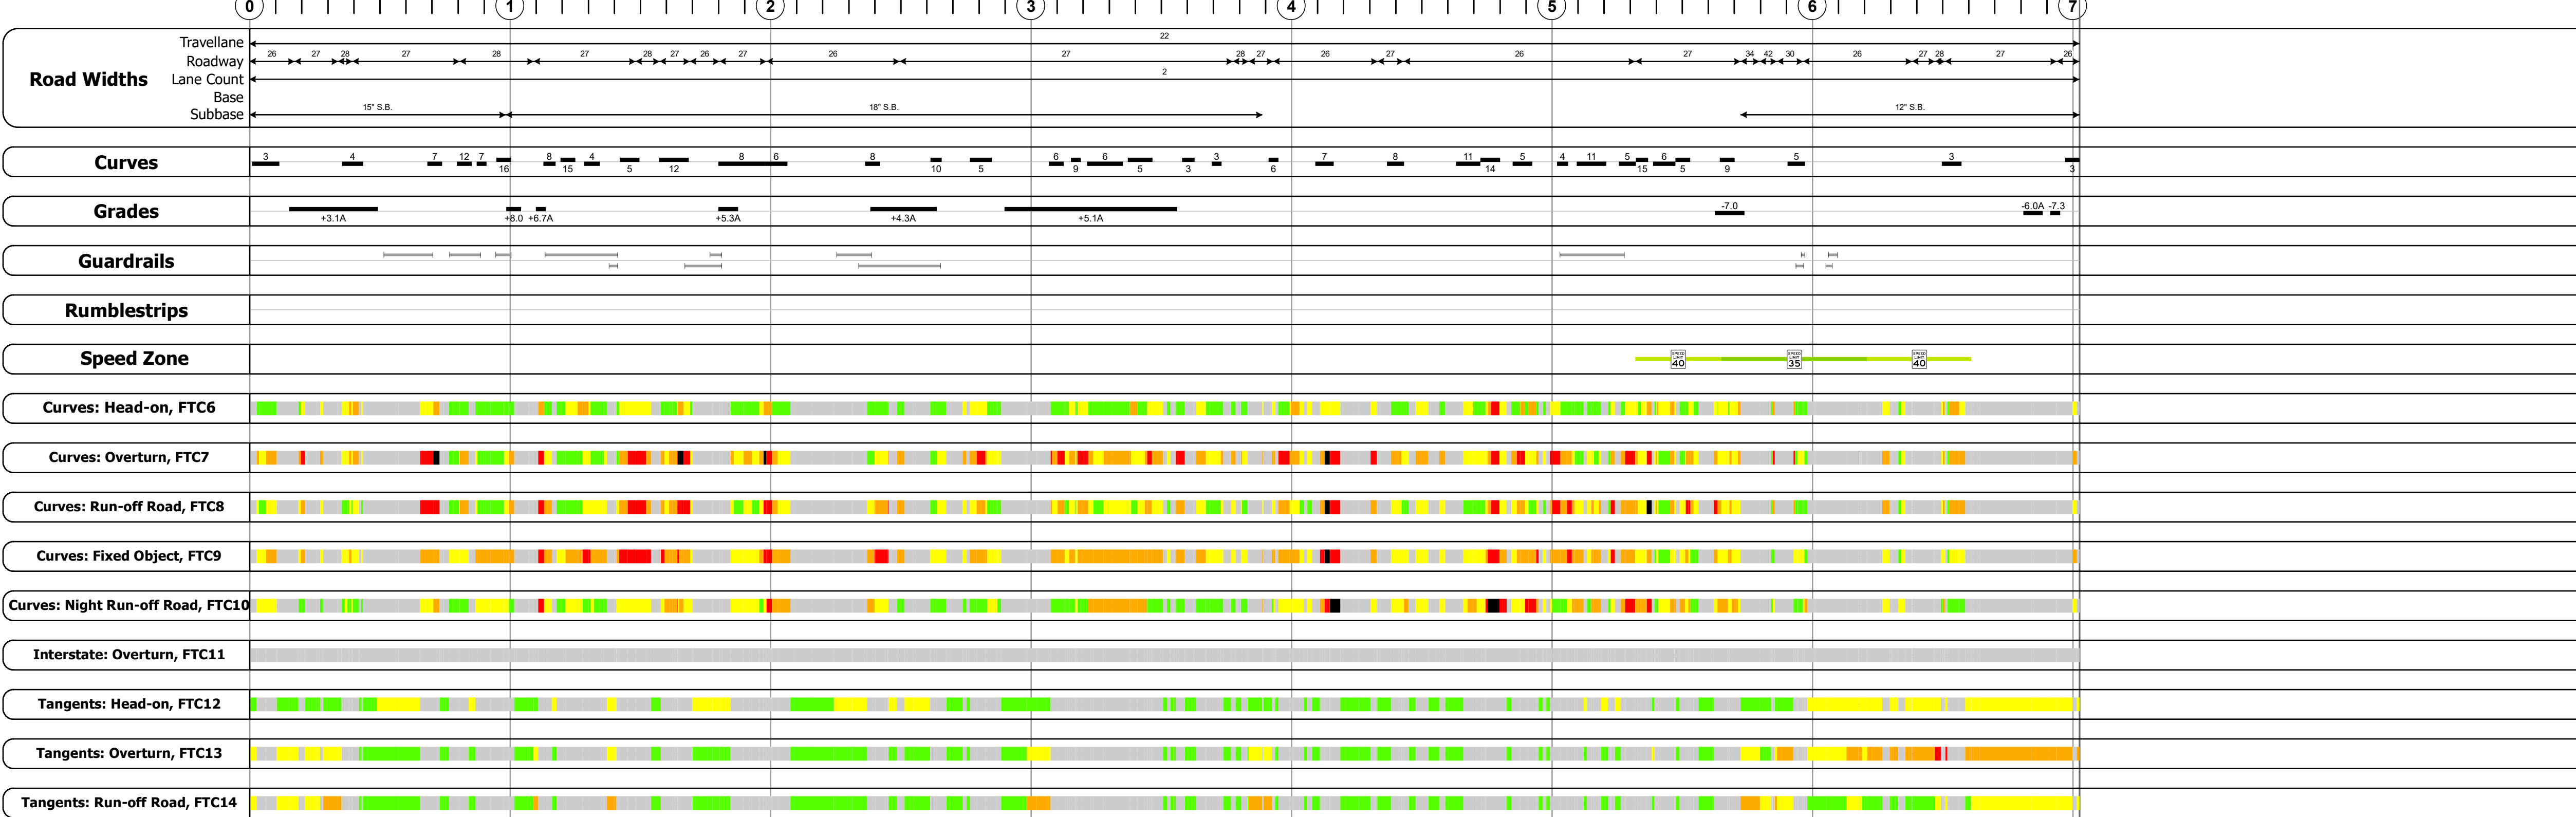 0 1 2 3 4 5 6 7
Travellane 22
26 27 28 27 28 27 28 27 26 27 26 27 28 27 26 27 26 27 34 42 30 26 27 28 27 26
Roadway
Road Widths
Lane Count 2
Base
Subbase 15" S.B. 18" S.B. 12" S.B.
3 4 7 12 7 8 4 8 6 8 3 6 6 3 7 8 11 5 4 11 5 6 5 3
Curves
16 15 5 12 10 5 9 5 3 6 14 15 5 9 3
Grades -7.0 -6.0A -7.3
+3.1A +8.0 +6.7A +5.3A +4.3A +5.1A
Guardrails
Rumblestrips
Speed Zone SPEED LIMIT 40 SPEED LIMIT 35 SPEED LIMIT 40
Curves: Head-on, FTC6
Curves: Overturn, FTC7
Curves: Run-off Road, FTC8
Curves: Fixed Object, FTC9
Curves: Night Run-off Road, FTC10
Interstate: Overturn, FTC11
Tangents: Head-on, FTC12
Tangents: Overturn, FTC13
Tangents: Run-off Road, FTC14